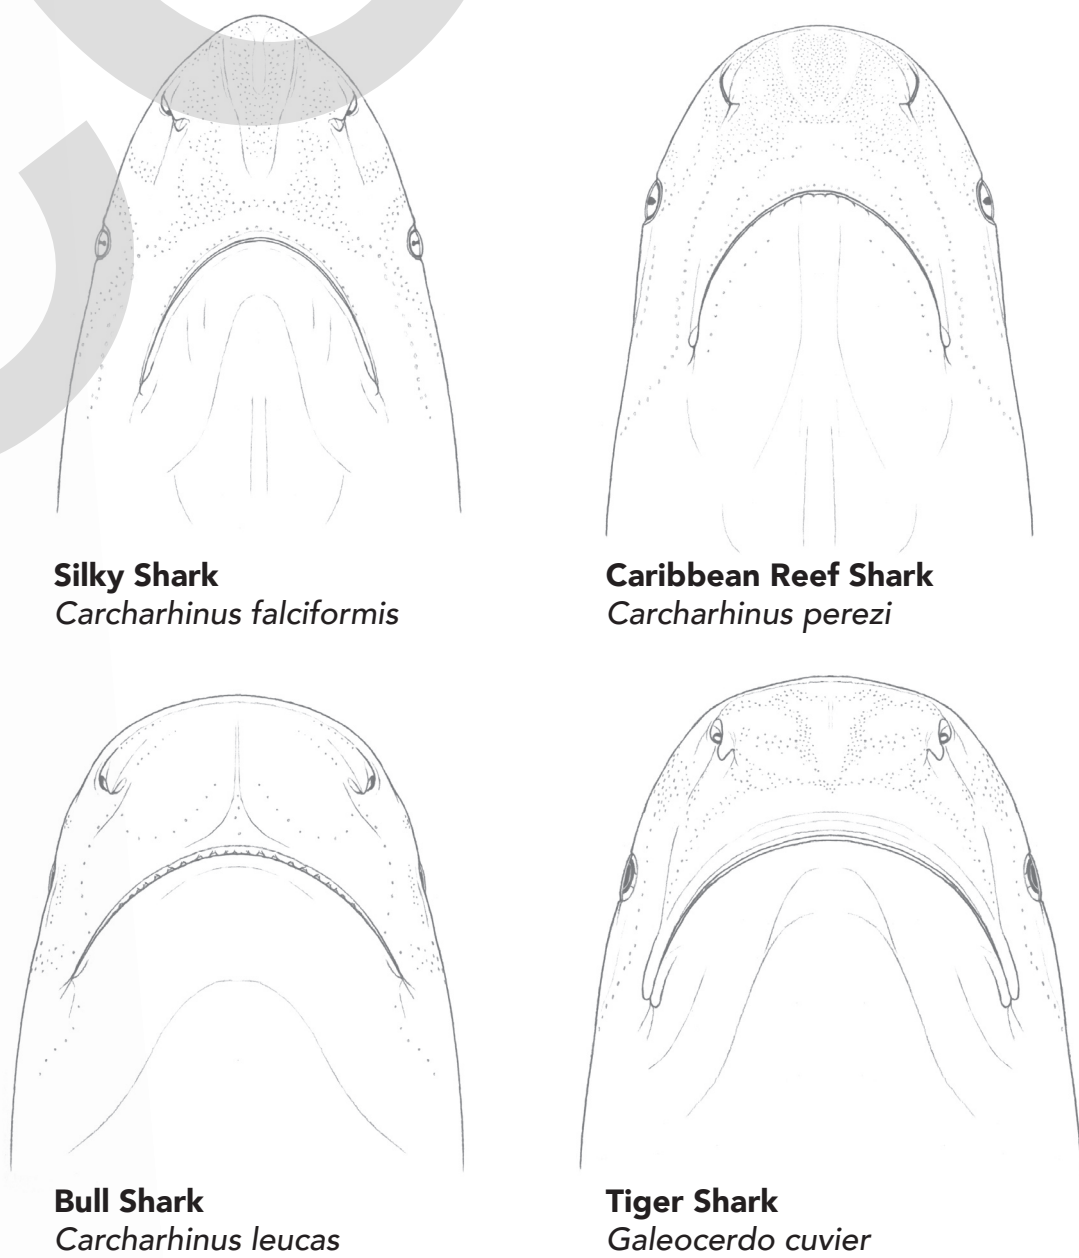 Silky Shark
Carcharhinus falciformis
Caribbean Reef Shark
Carcharhinus perezi
Bull Shark
Carcharhinus leucas
Tiger Shark
Galeocerdo cuvier